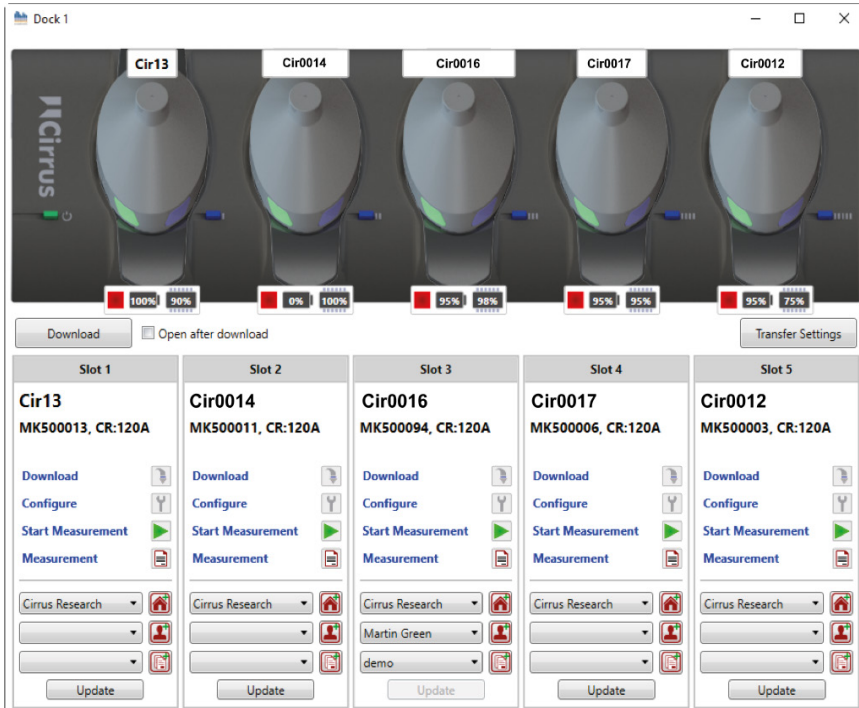 Dock 1
Cir13 Cir0014 Cir0016 Cir0017 Cir0012
Cirrus
100% 90% 0% 100% 95% 98% 95% 95% 95% 75%
Download Open after download Transfer Settings
Slot 1 Slot 2 Slot 3 Slot 4 Slot 5
Cir13 Cir0014 Cir0016 Cir0017 Cir0012
MK500013, CR:120A MK500011, CR:120A MK500094, CR:120A MK500006, CR:120A MK500003, CR:120A
Download Download Download Download Download
Configure Configure Configure Configure Configure
Start Measurement Start Measurement Start Measurement Start Measurement Start Measurement
Measurement Measurement Measurement Measurement Measurement
Cirrus Research Cirrus Research Cirrus Research Cirrus Research Cirrus Research
Martin Green
demo
Update Update Update Update Update